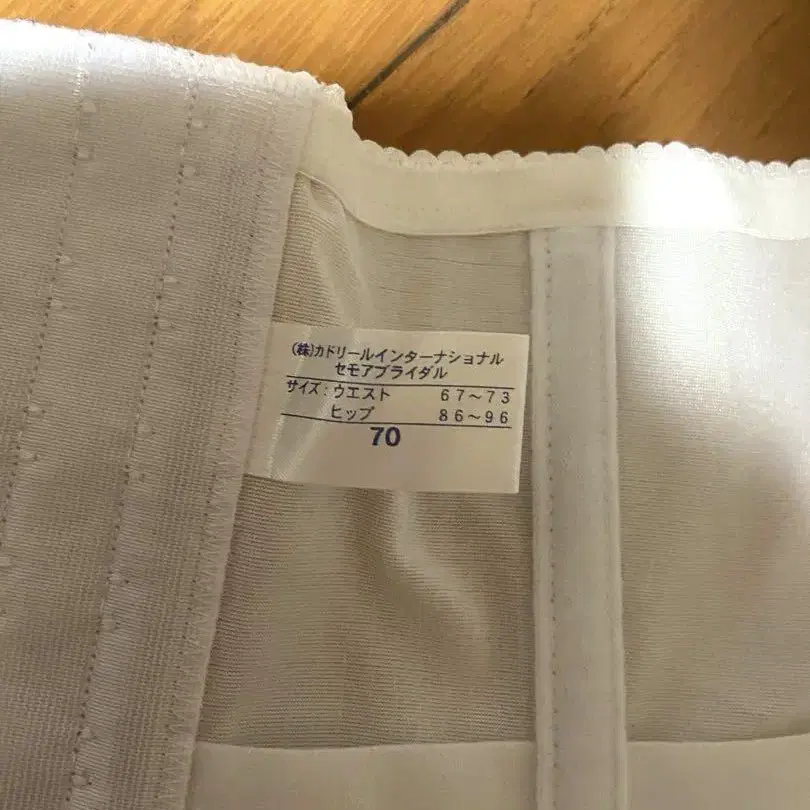 (株)カドリールインターナショナル
セモアブライダル
サイズ：ウエスト 67～73
ヒップ 86～96
70